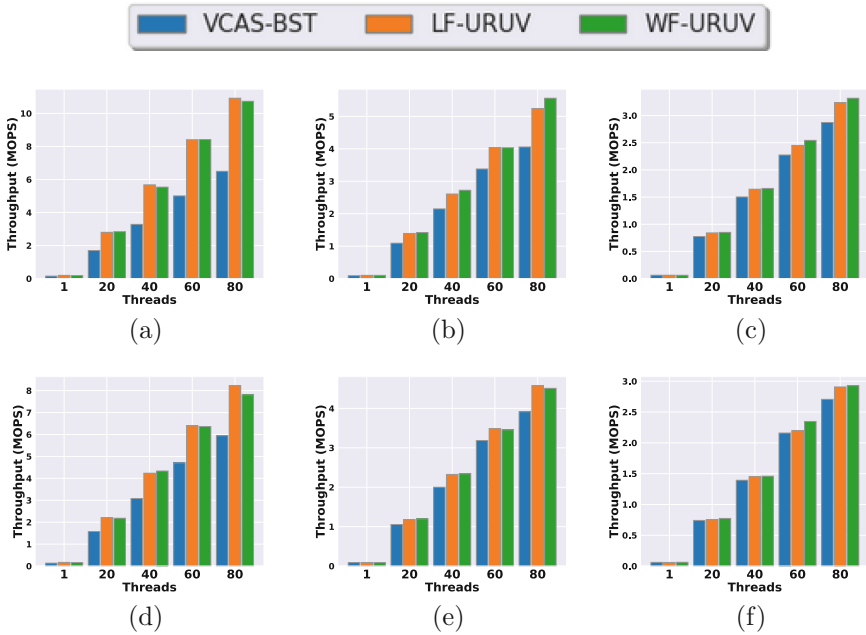 VCAS-BST LF-URUV WF-URUV
Throughput (MOPS)
10
8
6
4
2
0
1 20 40 60 80
Threads
(a)
Throughput (MOPS)
5
4
3
2
1
0
1 20 40 60 80
Threads
(b)
Throughput (MOPS)
3.0
2.5
2.0
1.5
1.0
0.5
0.0
1 20 40 60 80
Threads
(c)
Throughput (MOPS)
8
7
6
5
4
3
2
1
0
1 20 40 60 80
Threads
(d)
Throughput (MOPS)
4
3
2
1
0
1 20 40 60 80
Threads
(e)
Throughput (MOPS)
3.0
2.5
2.0
1.5
1.0
0.5
0.0
1 20 40 60 80
Threads
(f)